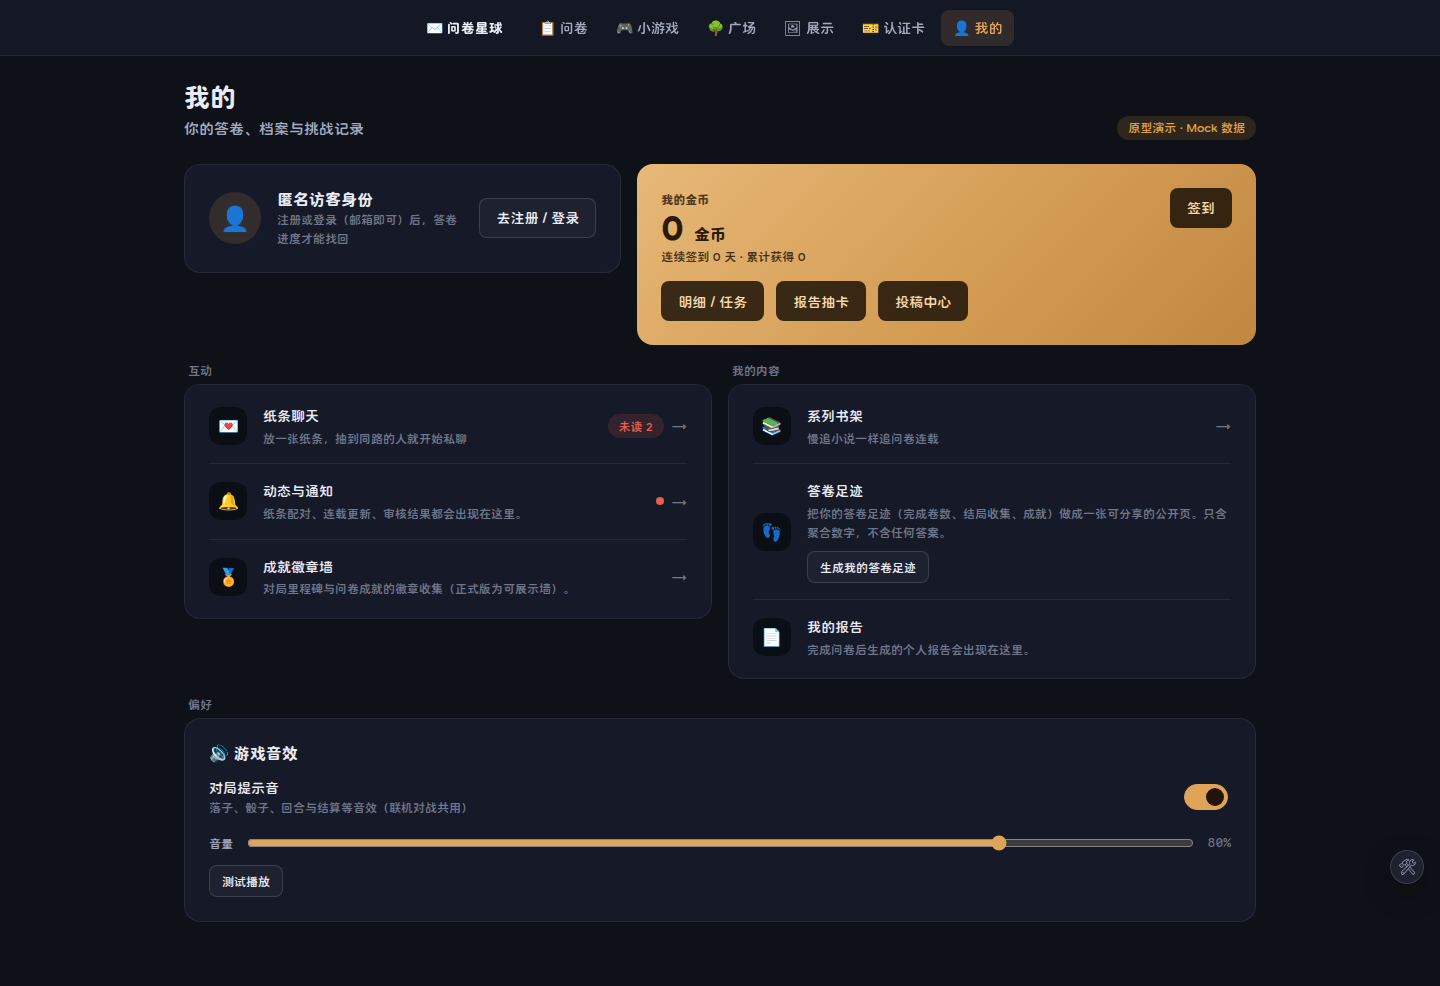 问卷星球
问卷
小游戏
广场
展示
认证卡
我的
我的
你的答卷、档案与挑战记录
原型演示 · Mock 数据
匿名访客身份
注册或登录（邮箱即可）后，答卷
进度才能找回
去注册 / 登录
我的金币
0 金币
连续签到 0 天 · 累计获得 0
签到
明细 / 任务
报告抽卡
投稿中心
互动
纸条聊天
放一张纸条，抽到同路的人就开始私聊
未读 2 →
动态与通知
纸条配对、连载更新、审核结果都会出现在这里。
→
成就徽章墙
对局里程碑与问卷成就的徽章收集（正式版为可展示墙）。
→
我的内容
系列书架
慢追小说一样追问卷连载
→
答卷足迹
把你的答卷足迹（完成卷数、结局收集、成就）做成一张可分享的公开页。只含
聚合数字，不含任何答案。
生成我的答卷足迹
我的报告
完成问卷后生成的个人报告会出现在这里。
偏好
游戏音效
对局提示音
落子、骰子、回合与结算等音效（联机对战共用）
音量
80%
测试播放